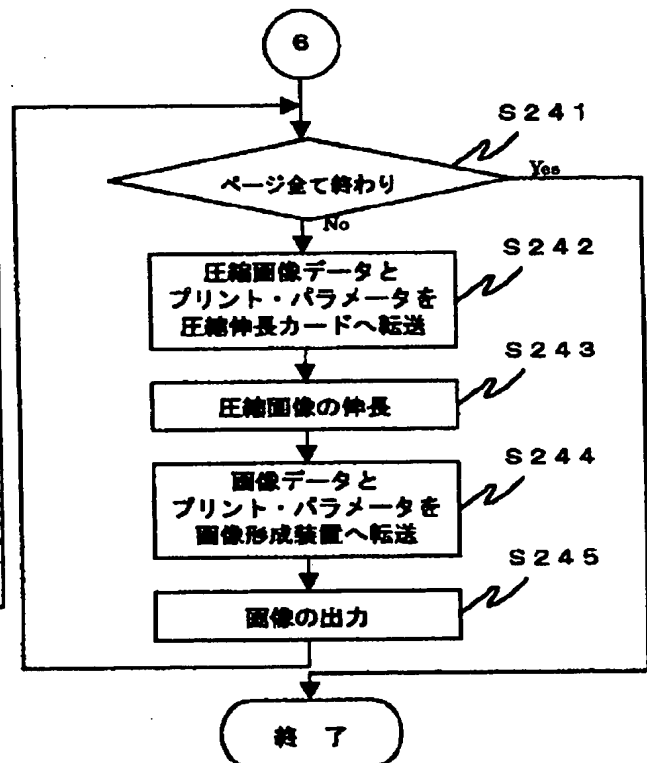 6
S241
ページ全て終わり
Yes
No
S242
圧縮画像データと
プリント・パラメータを
圧縮伸長カードへ転送
S243
圧縮画像の伸長
S244
画像データと
プリント・パラメータを
画像形成装置へ転送
S245
画像の出力
終 了